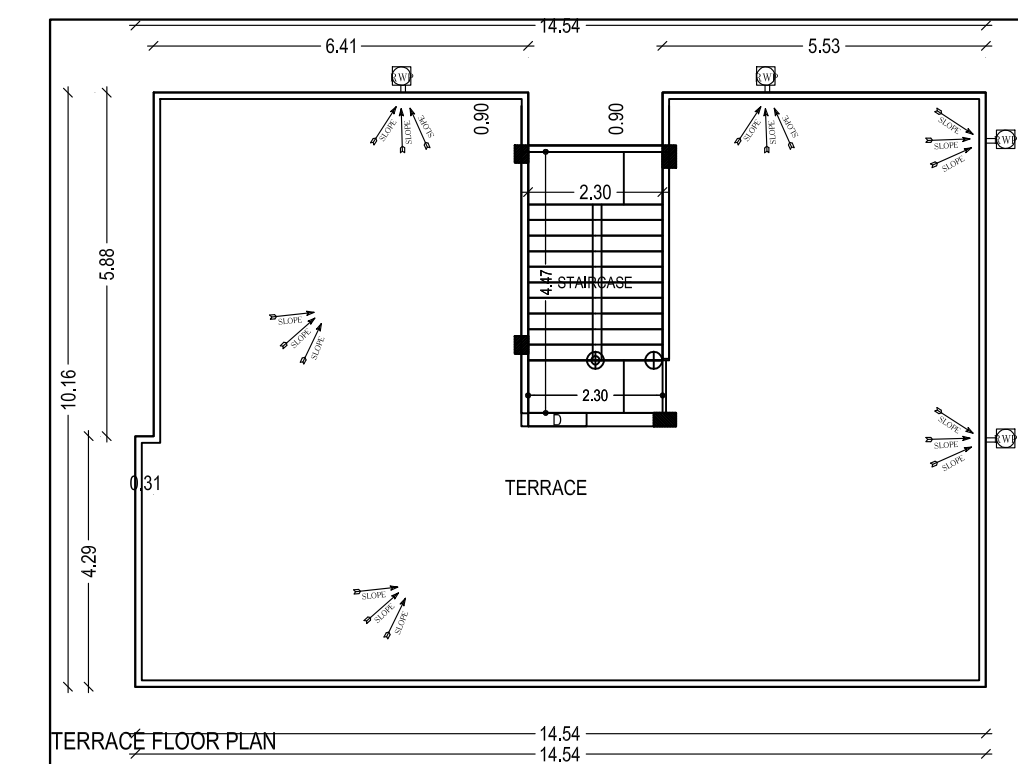 14.54
6.41
5.53
RWP
RWP
0.90
0.90
SLOPE
SLOPE
SLOPE
SLOPE
SLOPE
SLOPE
SLOPE
SLOPE
SLOPE
RWP
2.30
5.88
4.47
STAIRCASE
SLOPE
SLOPE
SLOPE
10.16
2.30
D
SLOPE
SLOPE
SLOPE
RWP
0.31
TERRACE
4.29
SLOPE
SLOPE
SLOPE
TERRACE FLOOR PLAN
14.54
14.54